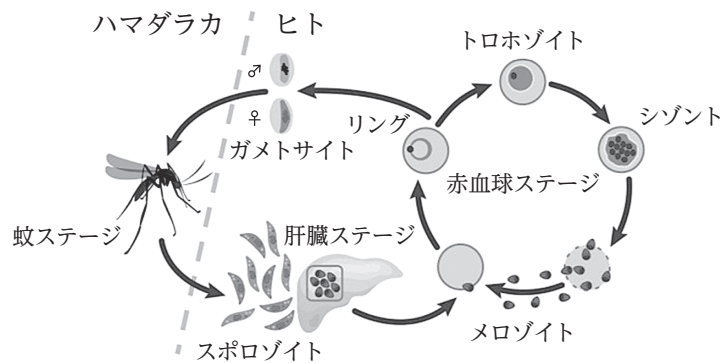 ハマダラカ
ヒト
トロホゾイト
♂
シゾント
♀
リング
ガメトサイト
赤血球ステージ
蚊ステージ
肝臓ステージ
メロゾイト
スポロゾイト